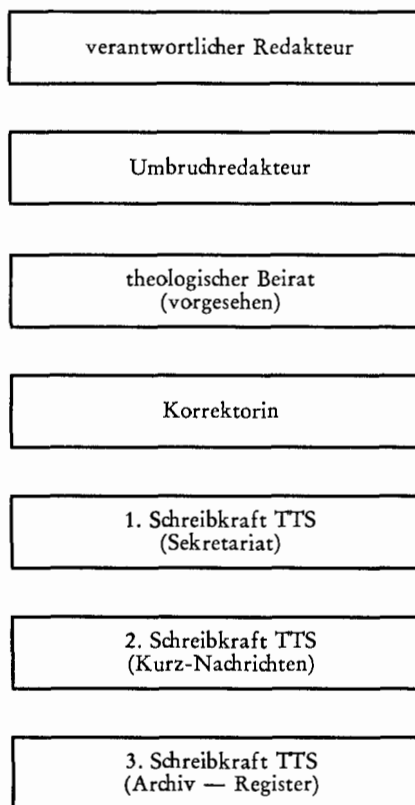 verantwortlicher Redakteur
Umbruchredakteur
theologischer Beirat
(vorgesehen)
Korrektorin
1. Schreibkraft TTS
(Sekretariat)
2. Schreibkraft TTS
(Kurz-Nachrichten)
3. Schreibkraft TTS
(Archiv — Register)